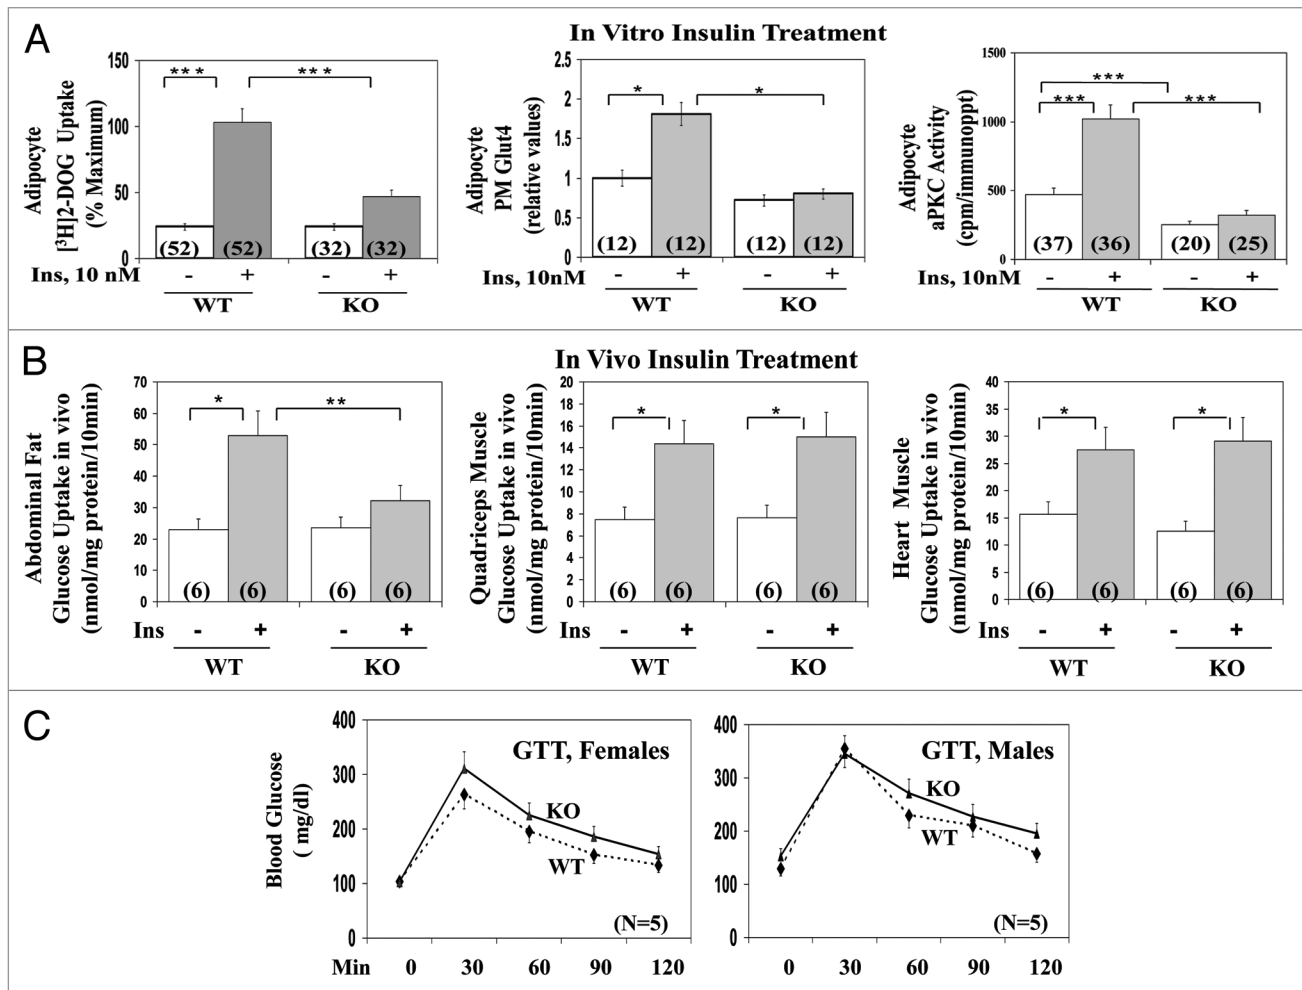 A
In Vitro Insulin Treatment
Adipocyte
[³H]2-DOG Uptake
(% Maximum)
150
100
50
0
***
***
(52)
(52)
(32)
(32)
Ins, 10 nM
-
+
-
+
WT
KO
Adipocyte
PM Glut4
(relative values)
2.5
2
1.5
1
0.5
0
*
*
(12)
(12)
(12)
(12)
Ins, 10nM
-
+
-
+
WT
KO
Adipocyte
aPKC Activity
(cpm/immunoppt)
1500
1000
500
0
***
***
***
(37)
(36)
(20)
(25)
Ins, 10nM
-
+
-
+
WT
KO
B
In Vivo Insulin Treatment
Abdominal Fat
Glucose Uptake in vivo
(nmol/mg protein/10min)
70
60
50
40
30
20
10
0
*
**
(6)
(6)
(6)
(6)
Ins
-
+
-
+
WT
KO
Quadriceps Muscle
Glucose Uptake in vivo
(nmol/mg protein/10min)
20
18
16
14
12
10
8
6
4
2
0
*
*
(6)
(6)
(6)
(6)
Ins
-
+
-
+
WT
KO
Heart Muscle
Glucose Uptake in vivo
(nmol/mg protein/10min)
40
35
30
25
20
15
10
5
0
*
*
(6)
(6)
(6)
(6)
Ins
-
+
-
+
WT
KO
C
Blood Glucose
( mg/dl)
400
300
200
100
0
GTT, Females
KO
WT
(N=5)
Min 0 30 60 90 120
400
300
200
100
0
GTT, Males
KO
WT
(N=5)
0 30 60 90 120